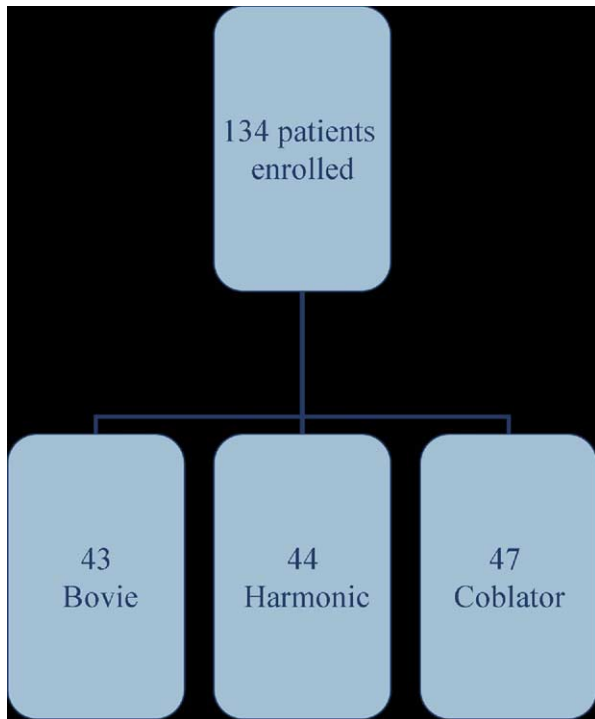 134 patients
enrolled
43
Bovie
44
Harmonic
47
Coblator